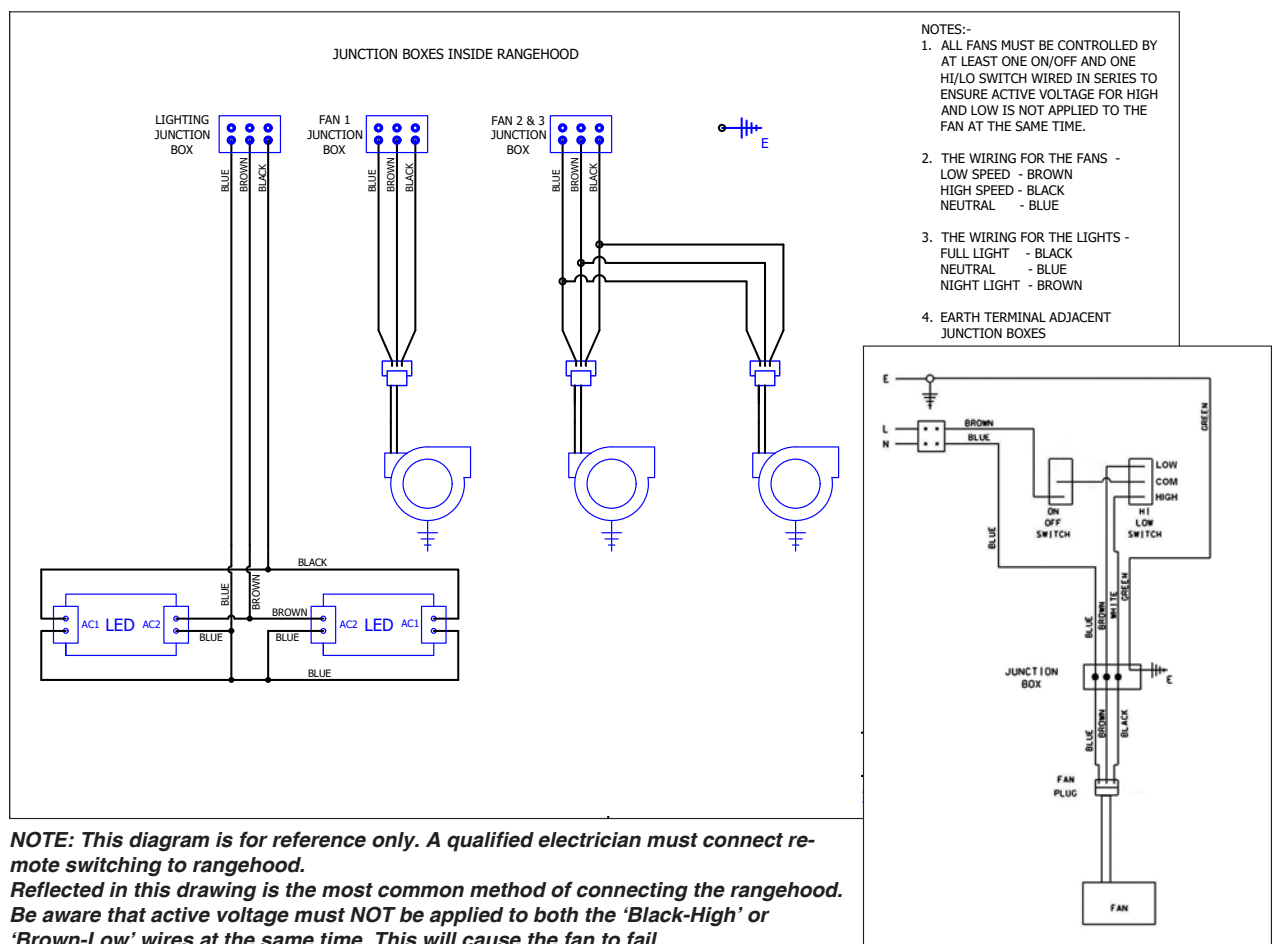 JUNCTION BOXES INSIDE RANGEHOOD
LIGHTING
JUNCTION
BOX
FAN 1
JUNCTION
BOX
FAN 2 & 3
JUNCTION
BOX
E
BLUE
BROWN
BLACK
BLUE
BROWN
BLACK
BLUE
BROWN
BLACK
BLACK
BLUE
BROWN
AC1 LED AC2
BROWN
BLUE
BLUE
AC2 LED AC1
BLUE
NOTES:-
1. ALL FANS MUST BE CONTROLLED BY
AT LEAST ONE ON/OFF AND ONE
HI/LO SWITCH WIRED IN SERIES TO
ENSURE ACTIVE VOLTAGE FOR HIGH
AND LOW IS NOT APPLIED TO THE
FAN AT THE SAME TIME.
2. THE WIRING FOR THE FANS -
LOW SPEED - BROWN
HIGH SPEED - BLACK
NEUTRAL - BLUE
3. THE WIRING FOR THE LIGHTS -
FULL LIGHT - BLACK
NEUTRAL - BLUE
NIGHT LIGHT - BROWN
4. EARTH TERMINAL ADJACENT
JUNCTION BOXES
E
L
N
BROWN
BLUE
GREEN
LOW
COM
HIGH
ON
OFF
SWITCH
HI
LOW
SWITCH
BLUE
BLUE
BROWN
WHITE
GREEN
JUNCTION
BOX
E
BLUE
BROWN
BLACK
FAN
PLUG
FAN
NOTE: This diagram is for reference only. A qualified electrician must connect re-
mote switching to rangehood.
Reflected in this drawing is the most common method of connecting the rangehood.
Be aware that active voltage must NOT be applied to both the ‘Black-High’ or
‘Brown-Low’ wires at the same time. This will cause the fan to fail